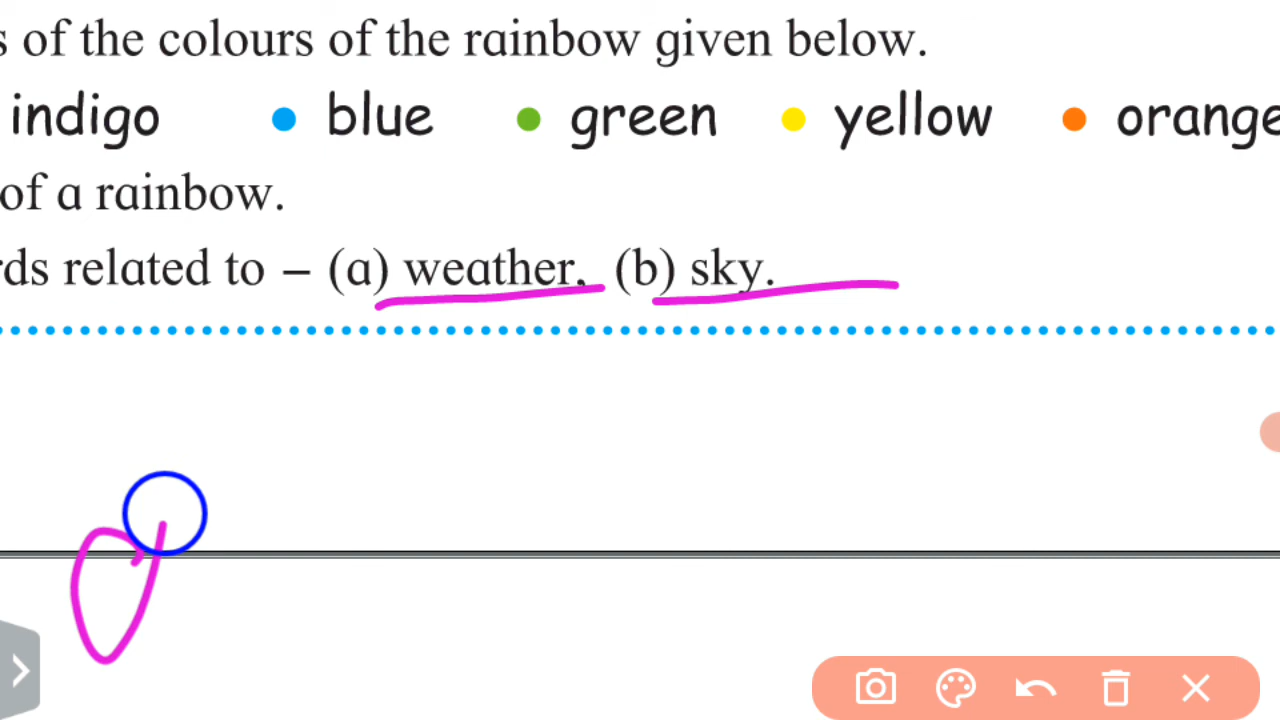 s of the colours of the rainbow given below.
indigo • blue • green • yellow • orange
of a rainbow.
rds related to – (a) weather, (b) sky.